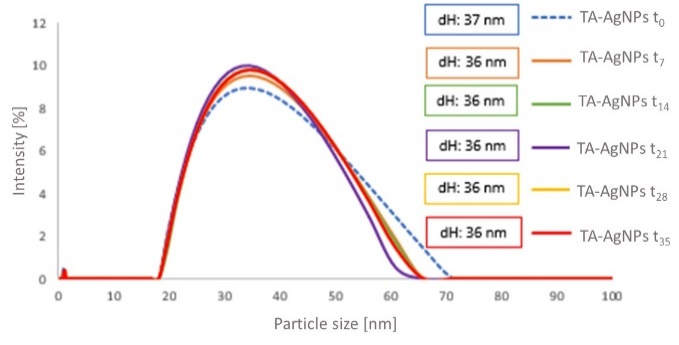 dH: 37 nm TA-AgNPs t0
dH: 36 nm TA-AgNPs t7
dH: 36 nm TA-AgNPs t14
dH: 36 nm TA-AgNPs t21
dH: 36 nm TA-AgNPs t28
dH: 36 nm TA-AgNPs t35
Intensity [%]
12
10
8
6
4
2
0
0 10 20 30 40 50 60 70 80 90 100
Particle size [nm]